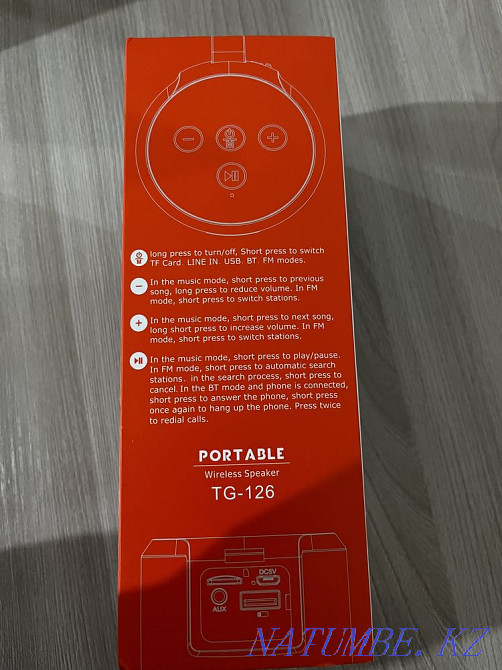 long press to turn/off, Short press to switch
TF Card. LINE IN. USB. BT. FM modes.
In the music mode, short press to previous
song, long press to reduce volume. In FM
mode, short press to switch stations.
In the music mode, short press to next song,
long short press to increase volume. In FM
mode, short press to switch stations.
In the music mode, short press to play/pause.
In FM mode, short press to automatic search
stations. in the search process, short press to
cancel. In the BT mode and phone is connected,
short press to answer the phone, short press
once again to hang up the phone. Press twice
to redial calls.
PORTABLE
Wireless Speaker
TG-126
DC5V
AUX
NATUMBE.KZ